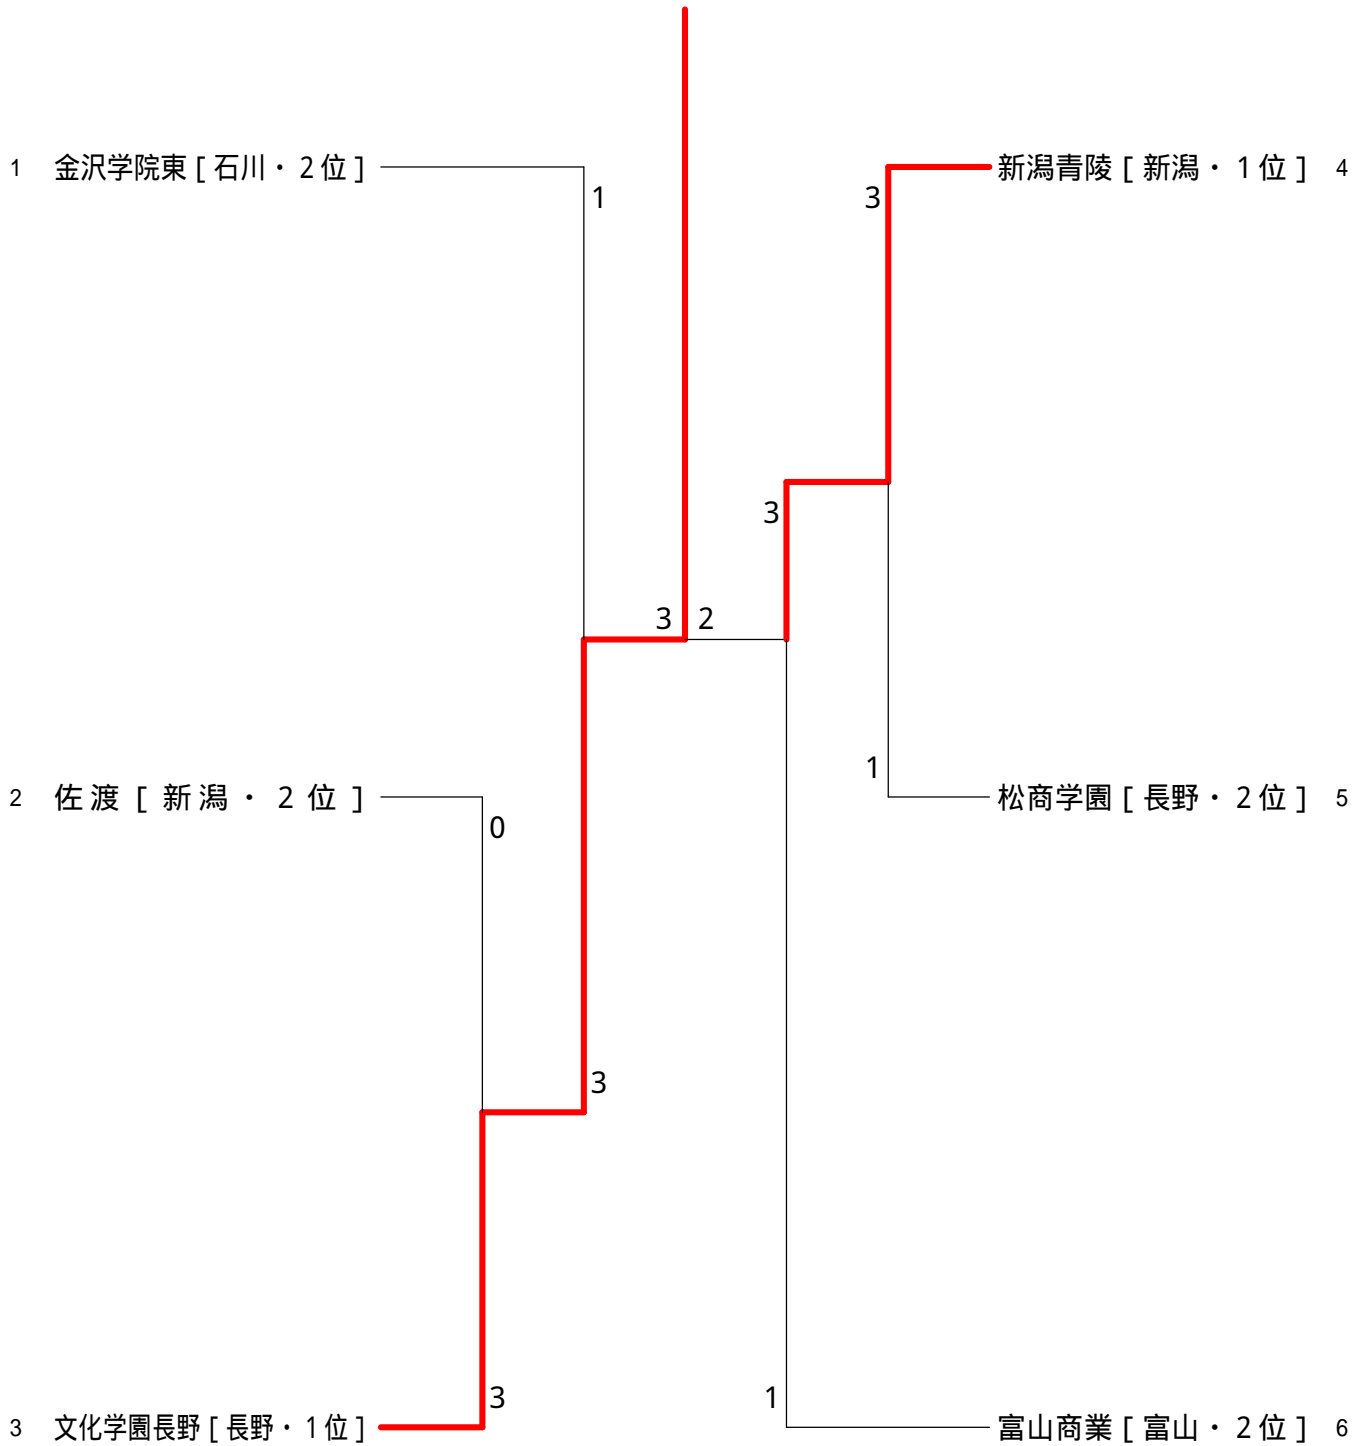 1 金沢学院東 [ 石川・ 2位 ]
1
3
新潟青陵 [ 新潟・ 1位 ] 4
3
3 2
2 佐渡 [ 新潟・ 2 位 ]
0
1
松商学園 [ 長野・ 2位 ] 5
3
3 文化学園長野 [ 長野・ 1位 ]
3
1
富山商業 [ 富山・ 2位 ] 6